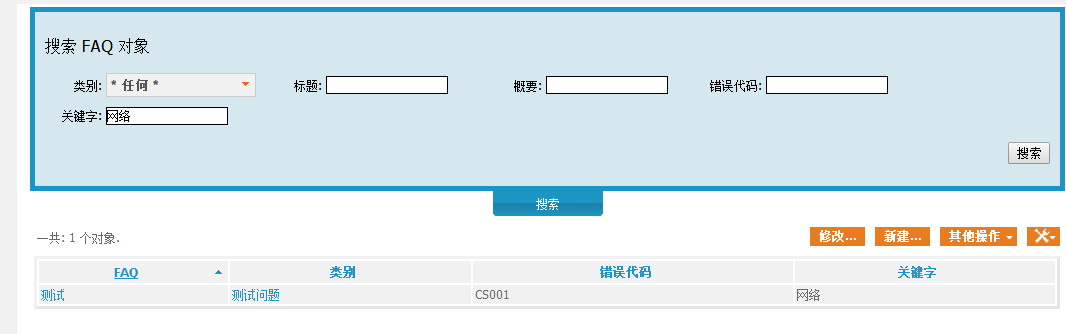 搜索 FAQ 对象
类别: * 任何 * 标题: 概要: 错误代码:
关键字: 网络
搜索
搜索
一共: 1 个对象. 修改... 新建... 其他操作
FAQ 类别 错误代码 关键字
测试 测试问题 CS001 网络